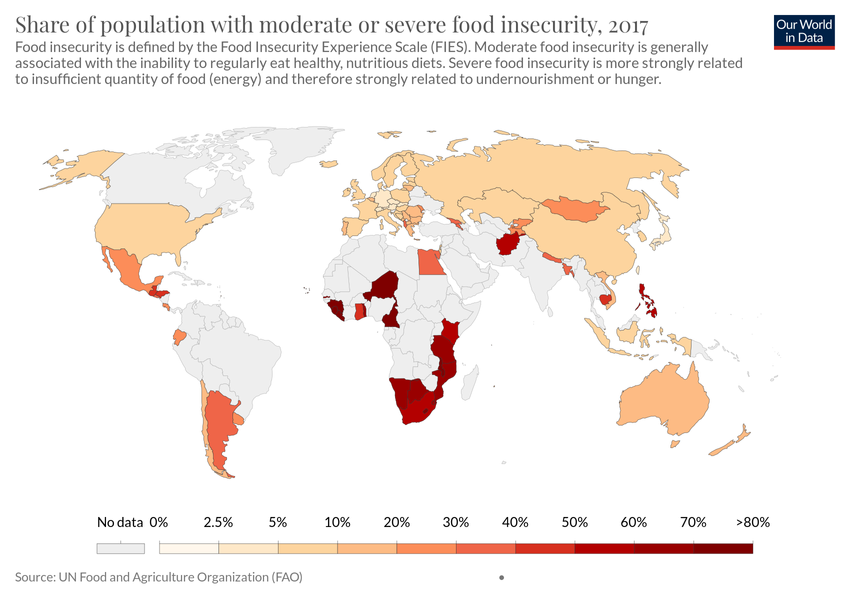 Share of population with moderate or severe food insecurity, 2017
Our World
in Data
Food insecurity is defined by the Food Insecurity Experience Scale (FIES). Moderate food insecurity is generally
associated with the inability to regularly eat healthy, nutritious diets. Severe food insecurity is more strongly related
to insufficient quantity of food (energy) and therefore strongly related to undernourishment or hunger.
No data 0% 2.5% 5% 10% 20% 30% 40% 50% 60% 70% >80%
Source: UN Food and Agriculture Organization (FAO)